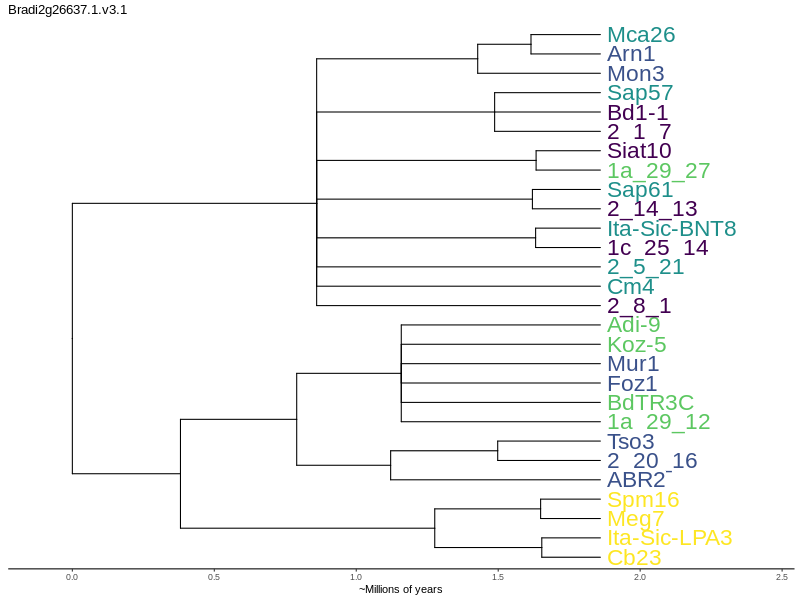 Bradi2g26637.1.v3.1
Mca26
Arn1
Mon3
Sap57
Bd1-1
2_1_7
Siat10
1a_29_27
Sap61
2_14_13
Ita-Sic-BNT8
1c_25_14
2_5_21
Cm4
2_8_1
Adi-9
Koz-5
Mur1
Foz1
BdTR3C
1a_29_12
Tso3
2_20_16
ABR2
Spm16
Meg7
Ita-Sic-LPA3
Cb23
0.0 0.5 1.0 1.5 2.0 2.5
~Millions of years